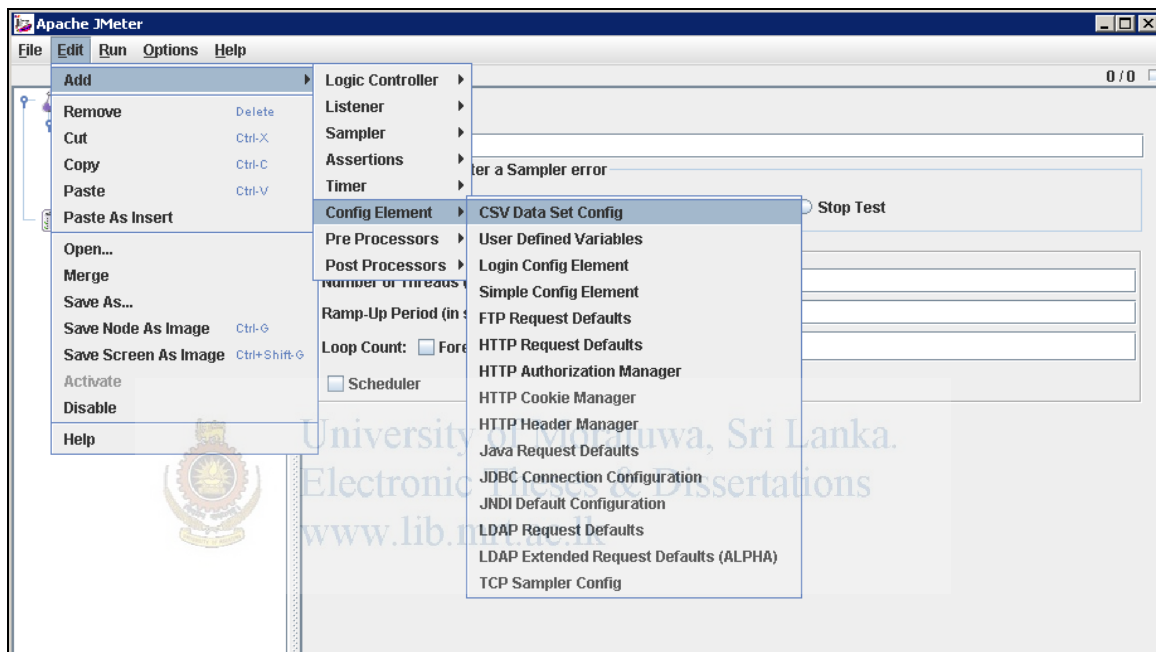 Apache JMeter
File Edit Run Options Help
0 / 0
Add
Remove Delete
Cut Ctrl-X
Copy Ctrl-C
Paste Ctrl-V
Paste As Insert
Open...
Merge
Save As...
Save Node As Image Ctrl-G
Save Screen As Image Ctrl+Shift-G
Activate
Disable
Help
Logic Controller
Listener
Sampler
Assertions
Timer
Config Element
Pre Processors
Post Processors
CSV Data Set Config
User Defined Variables
Login Config Element
Simple Config Element
FTP Request Defaults
HTTP Request Defaults
HTTP Authorization Manager
HTTP Cookie Manager
HTTP Header Manager
Java Request Defaults
JDBC Connection Configuration
JNDI Default Configuration
LDAP Request Defaults
LDAP Extended Request Defaults (ALPHA)
TCP Sampler Config
a Sampler error
Stop Test
Number of Threads
Ramp-Up Period (in
Loop Count:
Scheduler
University of Moratuwa, Sri Lanka.
Electronic Theses & Dissertations
www.lib.mrt.ac.lk